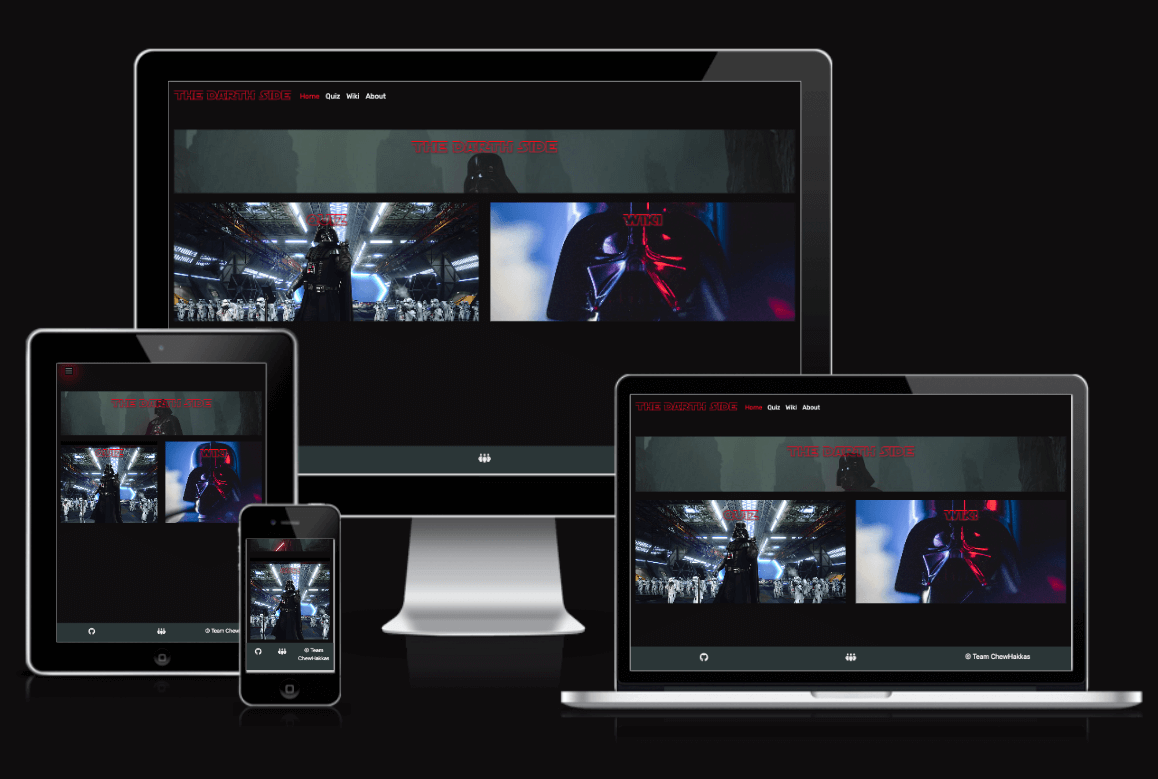 THE DARTH SIDE Home Quiz Wiki About
THE DARTH SIDE
QUIZ WIKI
THE DARTH SIDE
QUIZ WIKI
© Team Chew
QUIZ
© Team
ChewHakkas
THE DARTH SIDE Home Quiz Wiki About
THE DARTH SIDE
QUIZ WIKI
© Team ChewHakkas